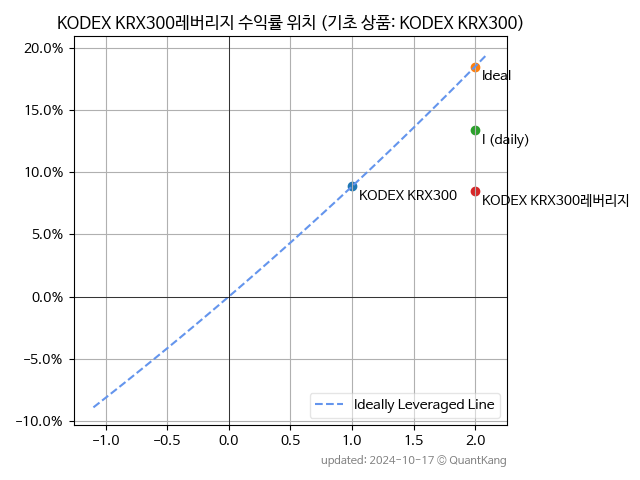 KODEX KRX300레버리지 수익률 위치 (기초 상품: KODEX KRX300)
20.0%
15.0%
10.0%
5.0%
0.0%
−5.0%
−10.0%
Ideal
l (daily)
KODEX KRX300
KODEX KRX300레버리지
Ideally Leveraged Line
−1.0 −0.5 0.0 0.5 1.0 1.5 2.0
updated: 2024-10-17 © QuantKang